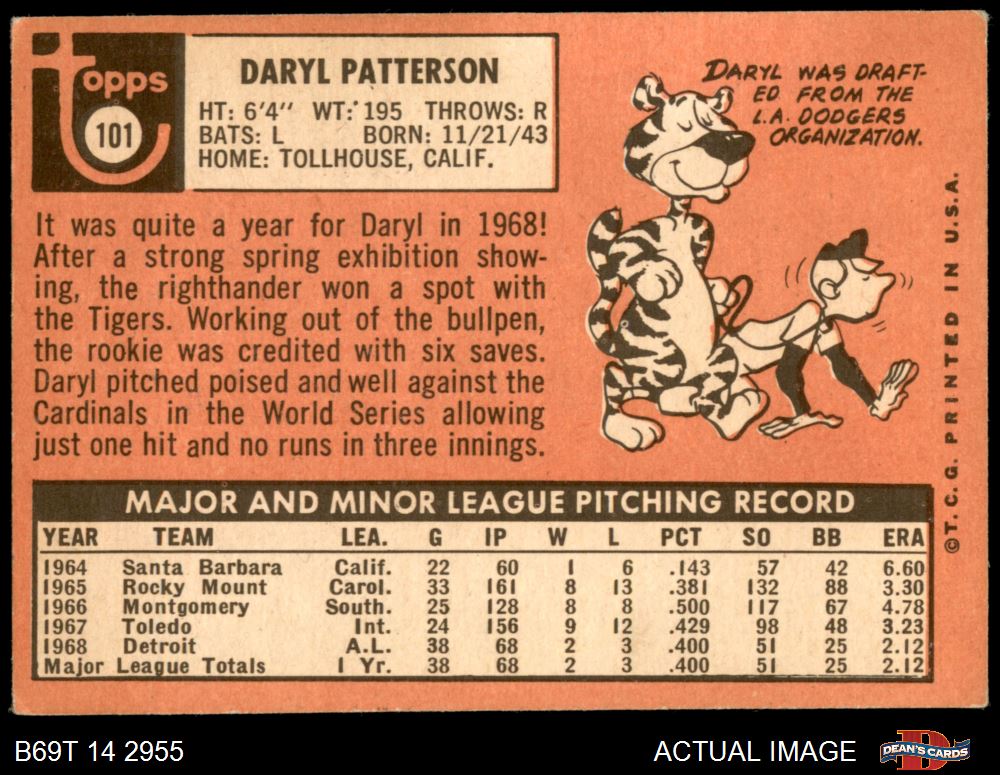 Topps
101
DARYL PATTERSON
HT: 6'4" WT: 195 THROWS: R
BATS: L BORN: 11/21/43
HOME: TOLLHOUSE, CALIF.
DARYL WAS DRAFT-
ED FROM THE
L.A. DODGERS
ORGANIZATION.
It was quite a year for Daryl in 1968!
After a strong spring exhibition show-
ing, the righthander won a spot with
the Tigers. Working out of the bullpen,
the rookie was credited with six saves.
Daryl pitched poised and well against the
Cardinals in the World Series allowing
just one hit and no runs in three innings.
MAJOR AND MINOR LEAGUE PITCHING RECORD
YEAR TEAM LEA. G IP W L PCT SO BB ERA
1964 Santa Barbara Calif. 22 60 1 6 .143 57 42 6.60
1965 Rocky Mount Carol. 33 161 8 13 .381 132 88 3.30
1966 Montgomery South. 25 128 8 8 .500 117 67 4.78
1967 Toledo Int. 24 156 9 12 .429 98 48 3.23
1968 Detroit A.L. 38 68 2 3 .400 51 25 2.12
Major League Totals 1 Yr. 38 68 2 3 .400 51 25 2.12
©T.C.G. PRINTED IN U.S.A.
B69T 14 2955
ACTUAL IMAGE
DEAN'S CARDS